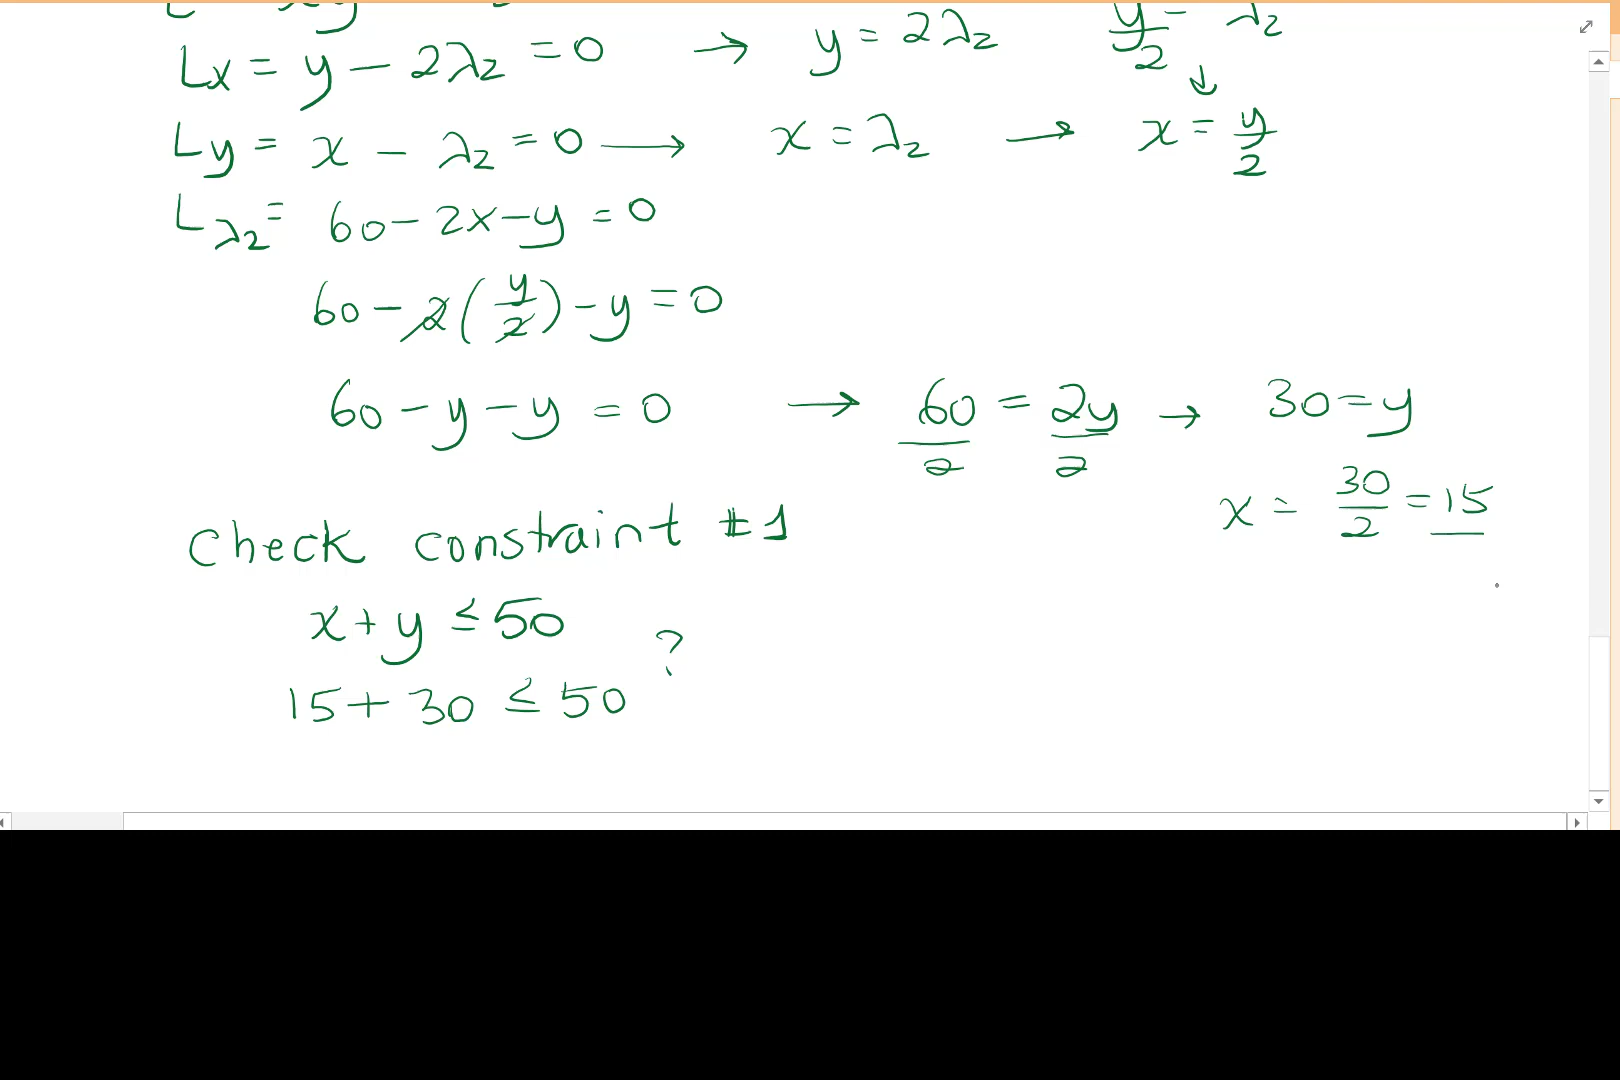 L xy
Lx = y - 2λ2 = 0 → y = 2λ2 y/2 = λ2
↓
Ly = x - λ2 = 0 → x = λ2 → x = y/2
Lλ2 = 60 - 2x - y = 0
60 - 2(y/2) - y = 0
60 - y - y = 0 → 60/2 = 2y/2 → 30 = y
x = 30/2 = 15
Check constraint #1
x + y ≤ 50
?
15 + 30 ≤ 50